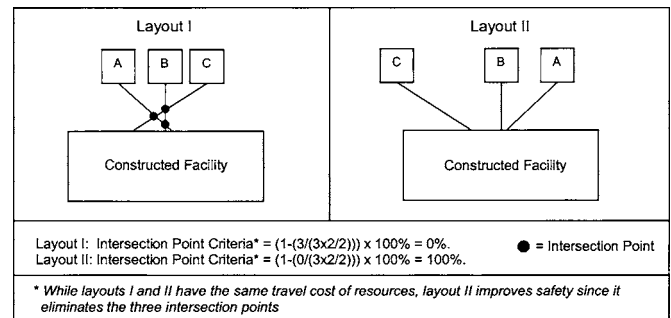 Layout I
A
B
C
Constructed Facility
Layout II
C
B
A
Constructed Facility
Layout I: Intersection Point Criteria* = (1-(3/(3x2/2))) x 100% = 0%.
Layout II: Intersection Point Criteria* = (1-(0/(3x2/2))) x 100% = 100%.
= Intersection Point
* While layouts I and II have the same travel cost of resources, layout II improves safety since it
eliminates the three intersection points